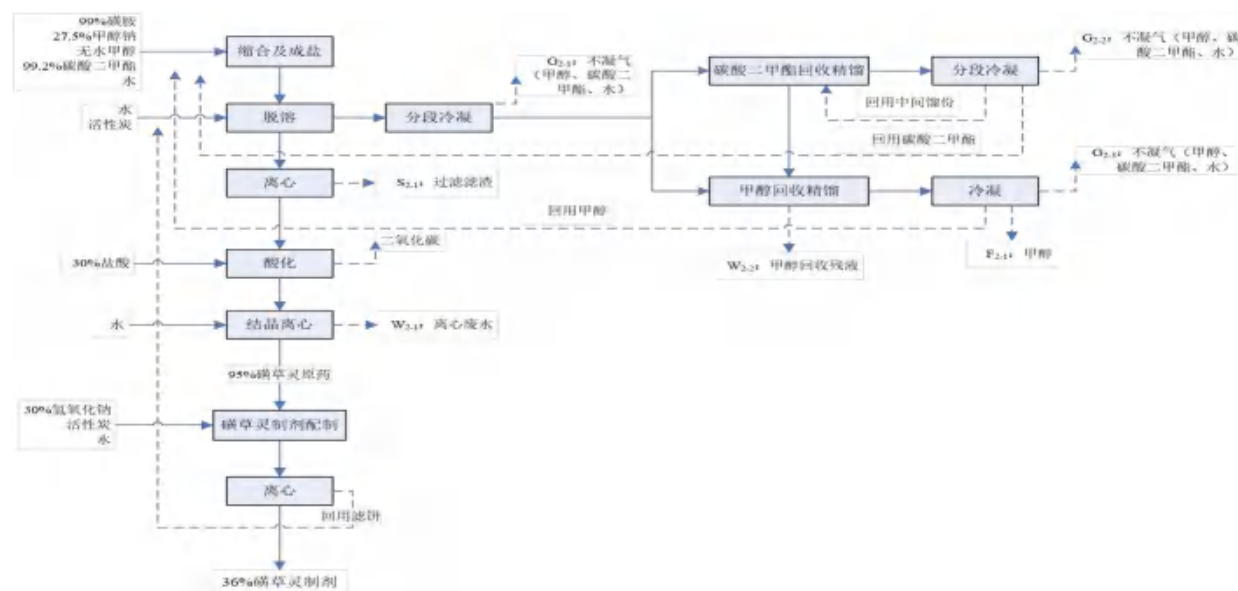 99%磺胺
27.5%甲醇钠
无水甲醇
99.2%碳酸二甲酯
水
缩合及成盐
水
活性炭
脱溶
分段冷凝
G₂₋₁：不凝气
（甲醇、碳酸二
甲酯、水）
碳酸二甲酯回收精馏
分段冷凝
G₂₋₂：不凝气（甲醇、碳
酸二甲酯、水）
回用中间馏份
回用碳酸二甲酯
离心
S₂₋₁：过滤滤渣
甲醇回收精馏
冷凝
不凝气（甲醇、
碳酸二甲酯、水）
回用甲醇
F₂₋₁：甲醇
W₂₋₂：甲醇回收残液
30%盐酸
酸化
二氧化碳
水
结晶离心
W₂₋₁：离心废水
95%磺草灵原药
30%氢氧化钠
活性炭
水
磺草灵制剂配制
离心
回用滤饼
36%磺草灵制剂